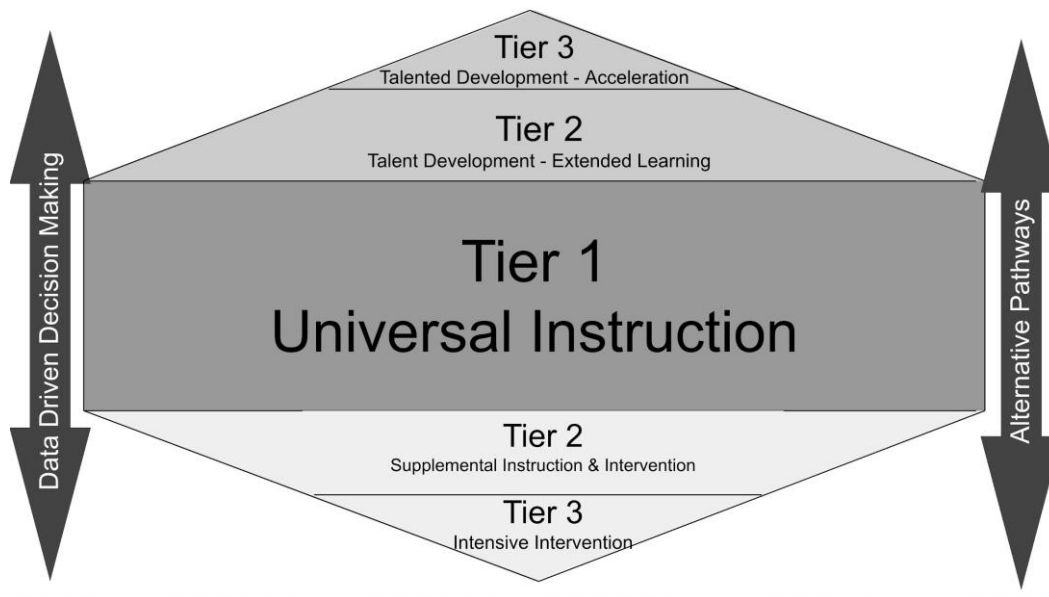 Tier 3
Talented Development - Acceleration
Tier 2
Talent Development - Extended Learning
Data Driven Decision Making
Tier 1
Universal Instruction
Alternative Pathways
Tier 2
Supplemental Instruction & Intervention
Tier 3
Intensive Intervention